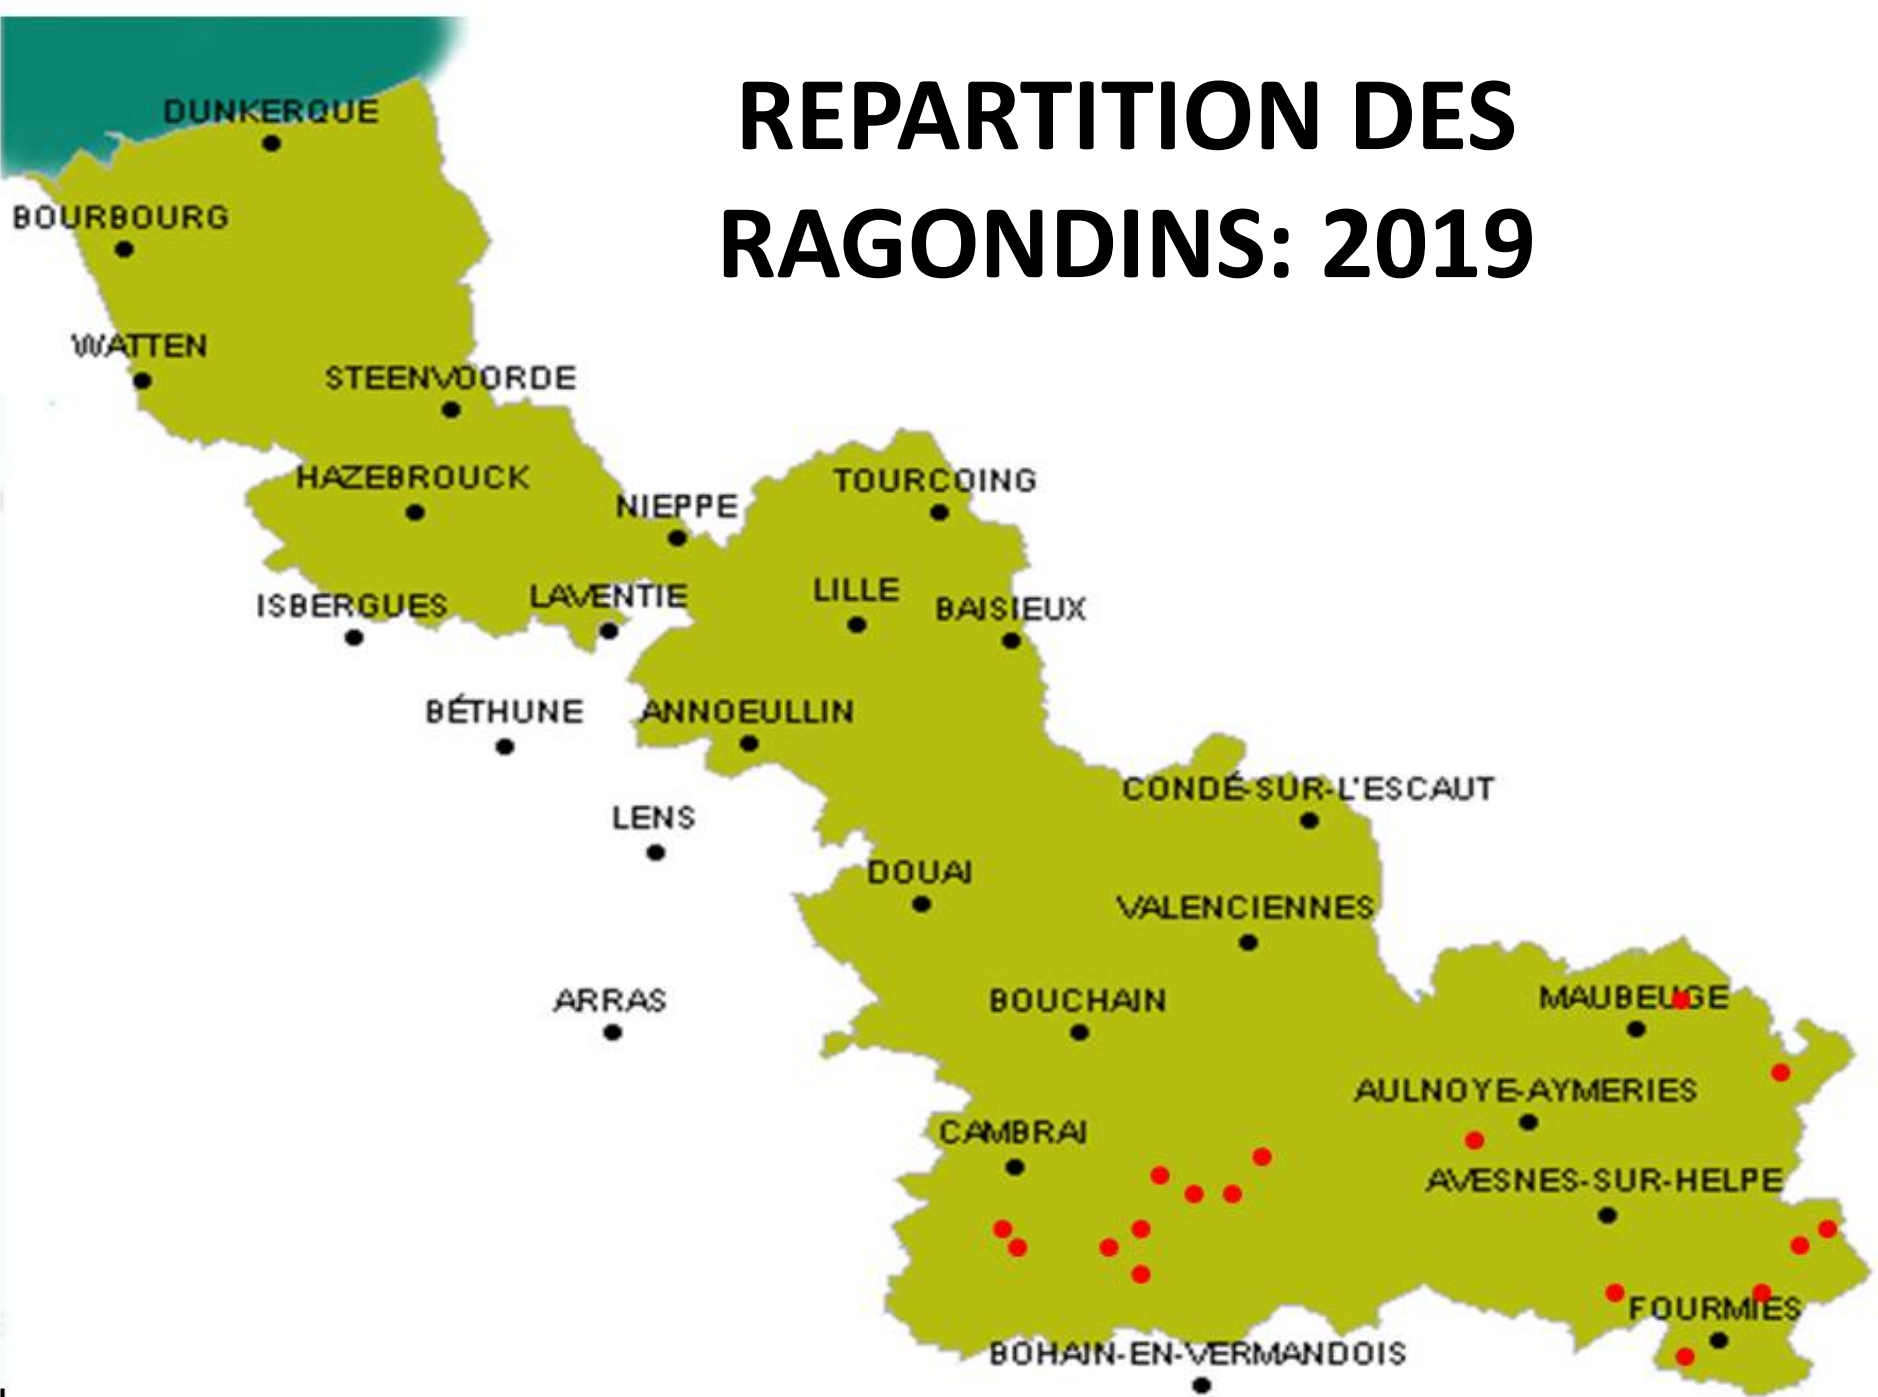 REPARTITION DES
RAGONDINS: 2019
DUNKERQUE
BOURBOURG
WATTEN
STEENVOORDE
HAZEBROUCK
NIEPPE
TOURCOING
ISBERGUES
LAVENTIE
LILLE
BAISIEUX
BÉTHUNE
ANNOEULLIN
CONDÉ-SUR-L'ESCAUT
LENS
DOUAI
VALENCIENNES
ARRAS
BOUCHAIN
MAUBEUGE
AULNOYE-AYMERIES
CAMBRAI
AVESNES-SUR-HELPE
FOURMIES
BOHAIN-EN-VERMANDOIS